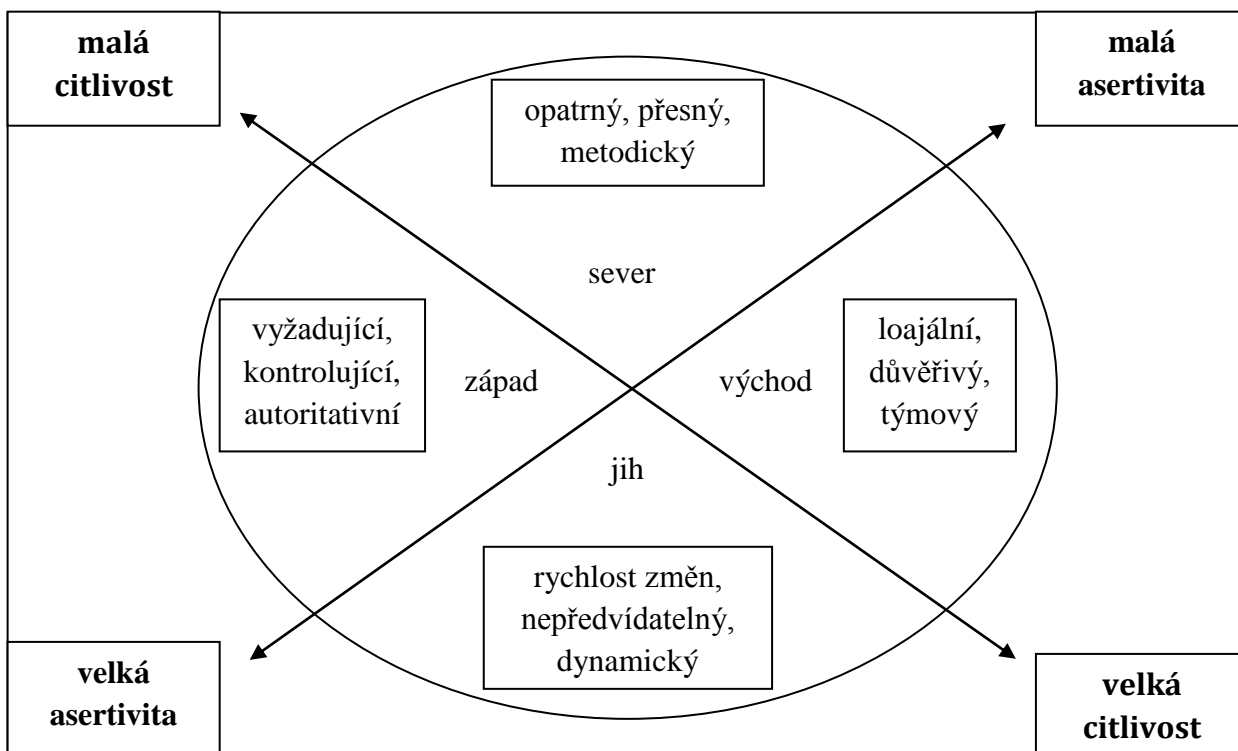 malá
citlivost
malá
asertivita
opatrný, přesný,
metodický
sever
vyžadující,
kontrolující,
autoritativní
západ
východ
loajální,
důvěřivý,
týmový
jih
rychlost změn,
nepředvídatelný,
dynamický
velká
asertivita
velká
citlivost